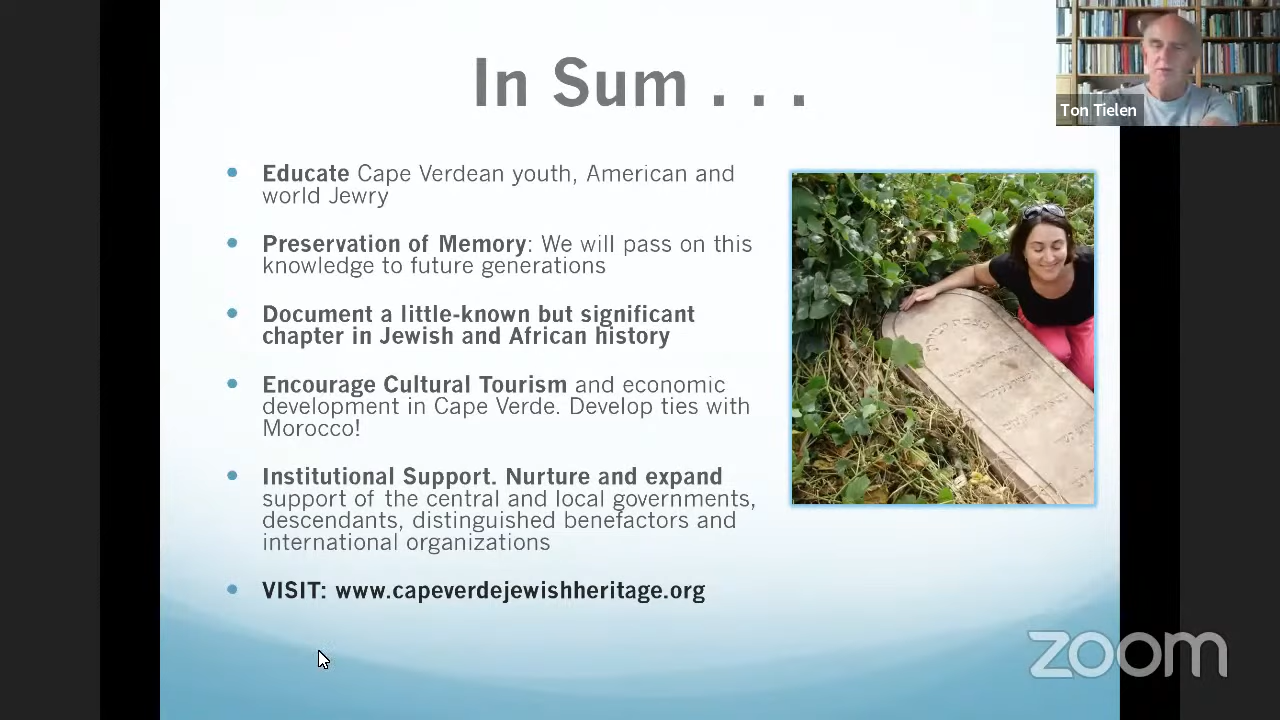 In Sum . . .
Ton Tielen
• Educate Cape Verdean youth, American and
world Jewry
• Preservation of Memory: We will pass on this
knowledge to future generations
• Document a little-known but significant
chapter in Jewish and African history
• Encourage Cultural Tourism and economic
development in Cape Verde. Develop ties with
Morocco!
• Institutional Support. Nurture and expand
support of the central and local governments,
descendants, distinguished benefactors and
international organizations
• VISIT: www.capeverdejewishheritage.org
zoom